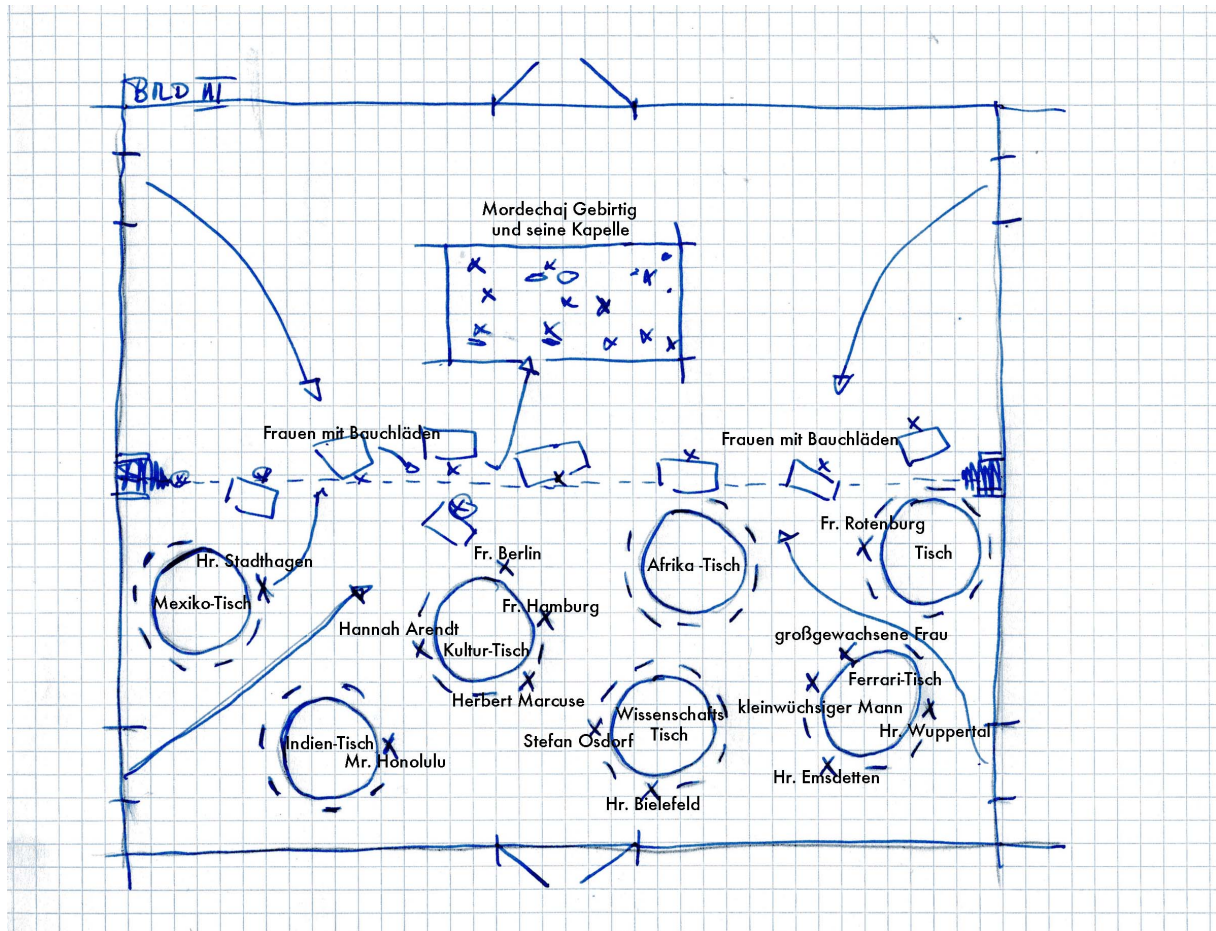 BILD III
Mordechaj Gebirtig
und seine Kapelle
Frauen mit Bauchläden
Frauen mit Bauchläden
Fr. Rotenburg
Tisch
Hr. Stadthagen
Mexiko-Tisch
Fr. Berlin
Afrika -Tisch
Fr. Hamburg
Hannah Arendt
Kultur-Tisch
Herbert Marcuse
großgewachsene Frau
Ferrari-Tisch
kleinwüchsiger Mann
Hr. Wuppertal
Wissenschafts
Tisch
Stefan Osdorf
Indien-Tisch
Mr. Honolulu
Hr. Emsdetten
Hr. Bielefeld